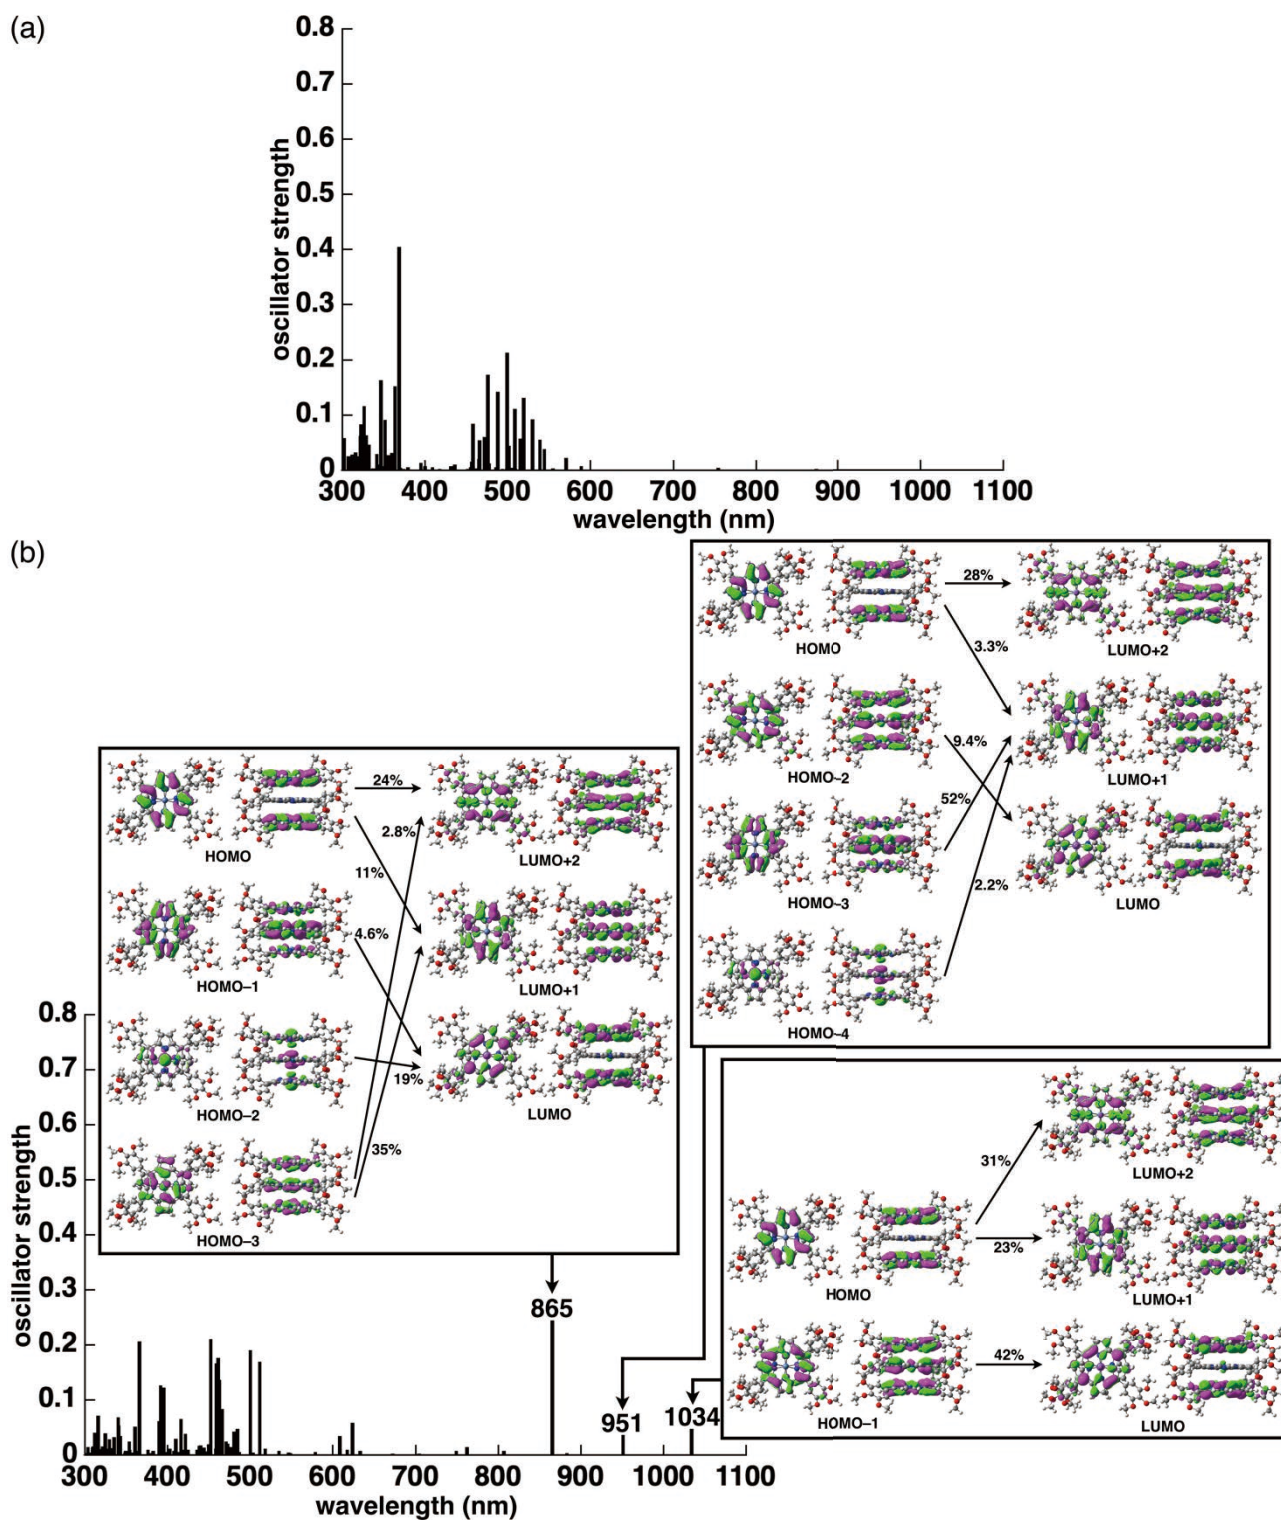 (a)
0.8
0.7
0.6
0.5
0.4
0.3
0.2
0.1
0
oscillator strength
300 400 500 600 700 800 900 1000 1100
wavelength (nm)
(b)
HOMO
28%
LUMO+2
3.3%
HOMO-2
9.4%
LUMO+1
52%
HOMO-3
2.2%
LUMO
HOMO-4
HOMO
24%
2.8%
LUMO+2
11%
HOMO–1
4.6%
LUMO+1
HOMO–2
19%
LUMO
HOMO–3
35%
LUMO+2
31%
HOMO
23%
LUMO+1
HOMO–1
42%
LUMO
0.8
0.7
0.6
0.5
0.4
0.3
0.2
0.1
0
oscillator strength
865
951
1034
300 400 500 600 700 800 900 1000 1100
wavelength (nm)